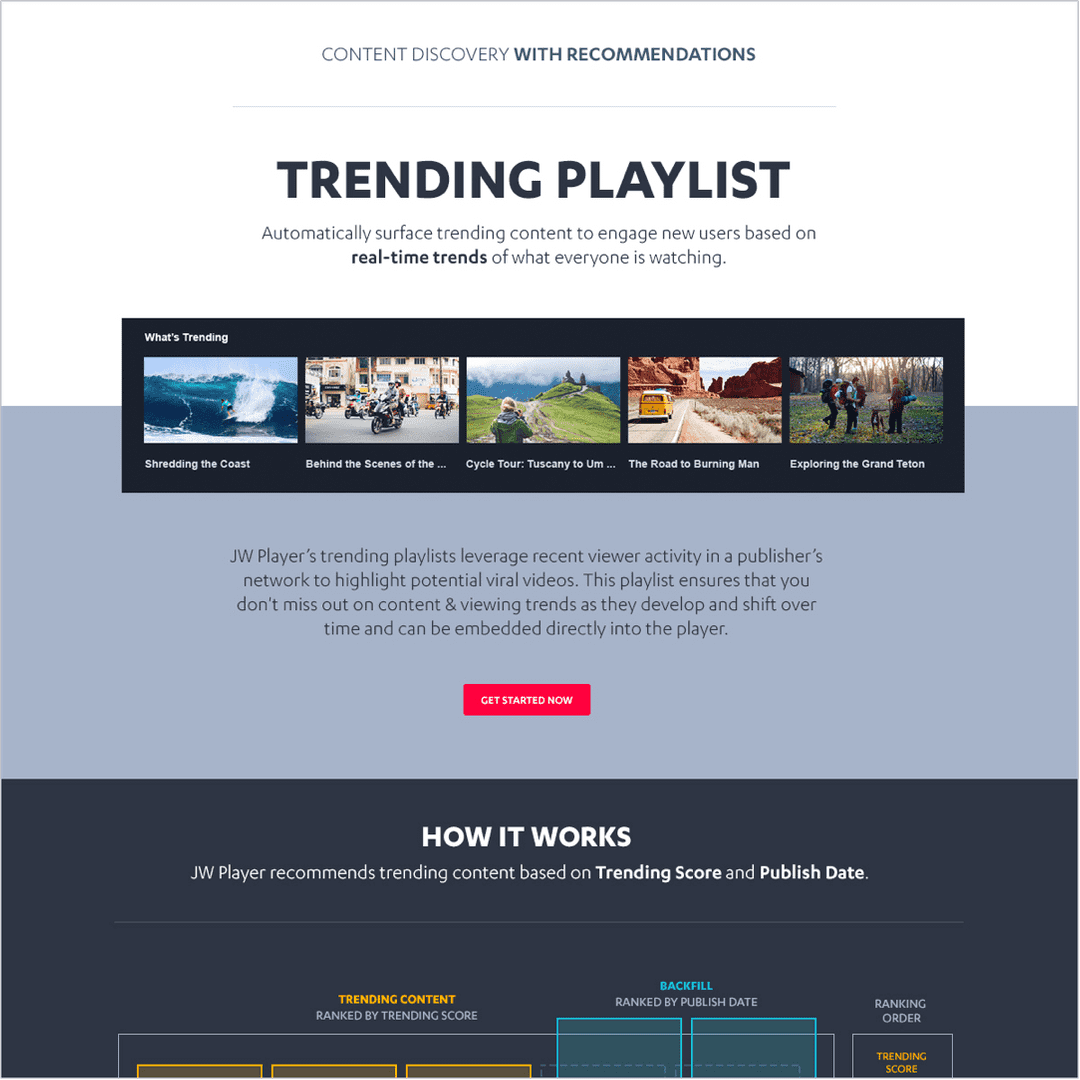 CONTENT DISCOVERY WITH RECOMMENDATIONS
TRENDING PLAYLIST
Automatically surface trending content to engage new users based on
real-time trends of what everyone is watching.
What's Trending
Shredding the Coast
Behind the Scenes of the ...
Cycle Tour: Tuscany to Um ...
The Road to Burning Man
Exploring the Grand Teton
JW Player's trending playlists leverage recent viewer activity in a publisher's
network to highlight potential viral videos. This playlist ensures that you
don't miss out on content & viewing trends as they develop and shift over
time and can be embedded directly into the player.
GET STARTED NOW
HOW IT WORKS
JW Player recommends trending content based on Trending Score and Publish Date.
TRENDING CONTENT
RANKED BY TRENDING SCORE
BACKFILL
RANKED BY PUBLISH DATE
RANKING
ORDER
TRENDING
SCORE